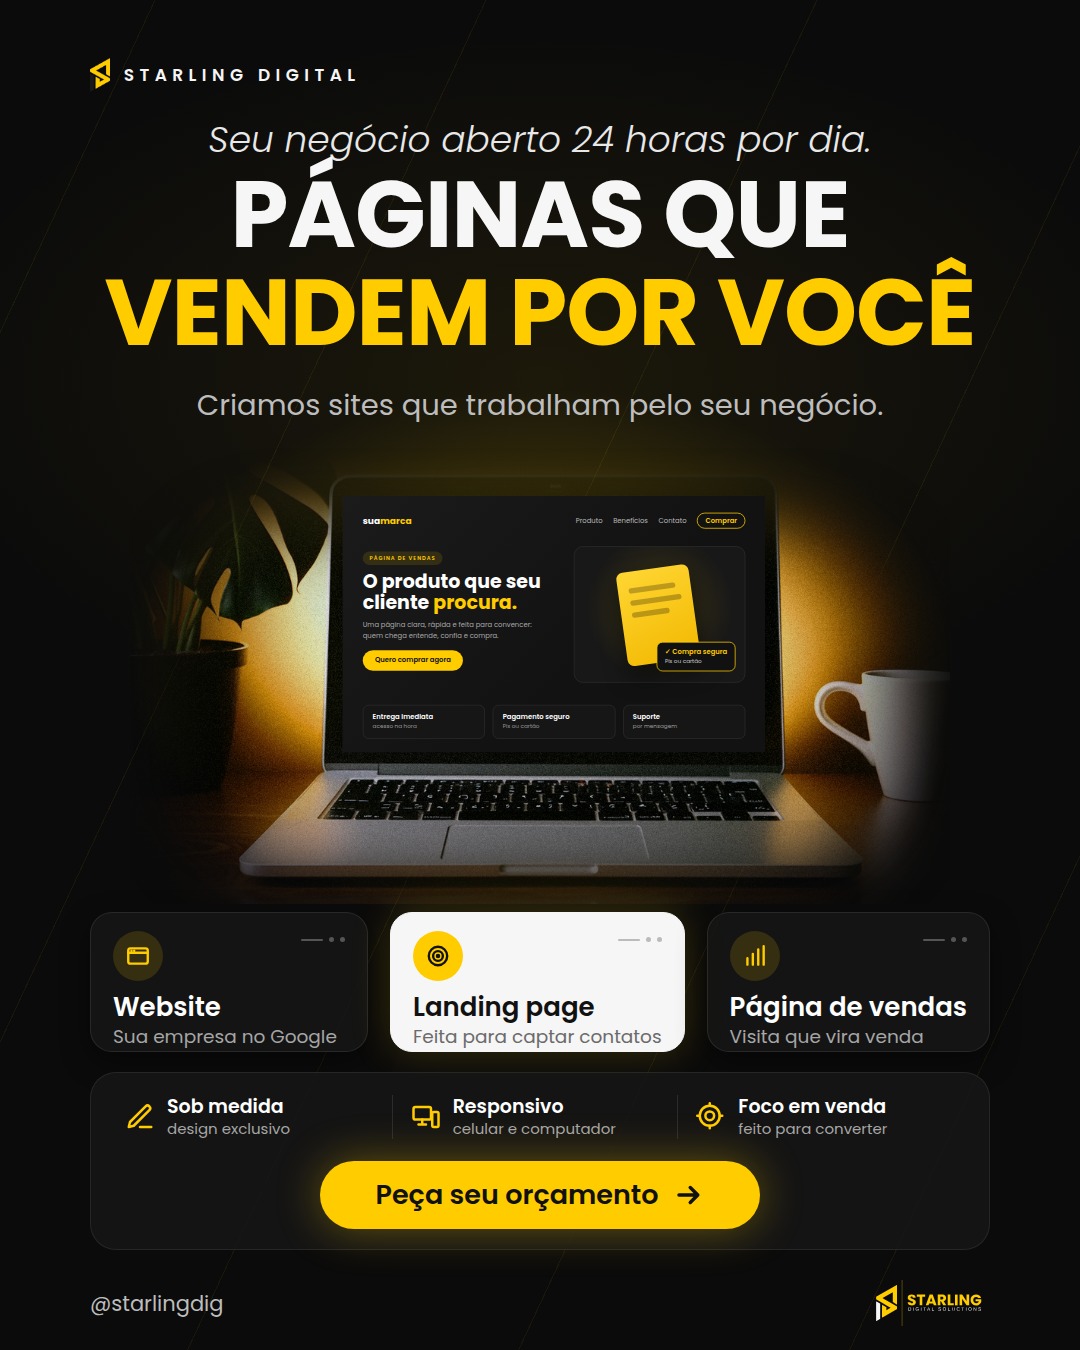 STARLING DIGITAL
Seu negócio aberto 24 horas por dia.
PÁGINAS QUE
VENDEM POR VOCÊ
Criamos sites que trabalham pelo seu negócio.
suamarca
Produto Benefícios Contato Comprar
PÁGINA DE VENDAS
O produto que seu
cliente procura.
Uma página clara, rápida e feita para convencer:
quem chega entende, confia e compra.
Quero comprar agora
✓ Compra segura
Pix ou cartão
Entrega imediata
acesso na hora
Pagamento seguro
Pix ou cartão
Suporte
por mensagem
Website
Sua empresa no Google
Landing page
Feita para captar contatos
Página de vendas
Visita que vira venda
Sob medida
design exclusivo
Responsivo
celular e computador
Foco em venda
feito para converter
Peça seu orçamento →
@starlingdig
STARLING
DIGITAL SOLUCTIONS